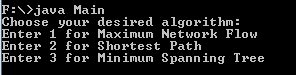 F:\>java Main
Choose your desired algorithm:
Enter 1 for Maximum Network Flow
Enter 2 for Shortest Path
Enter 3 for Minimum Spanning Tree